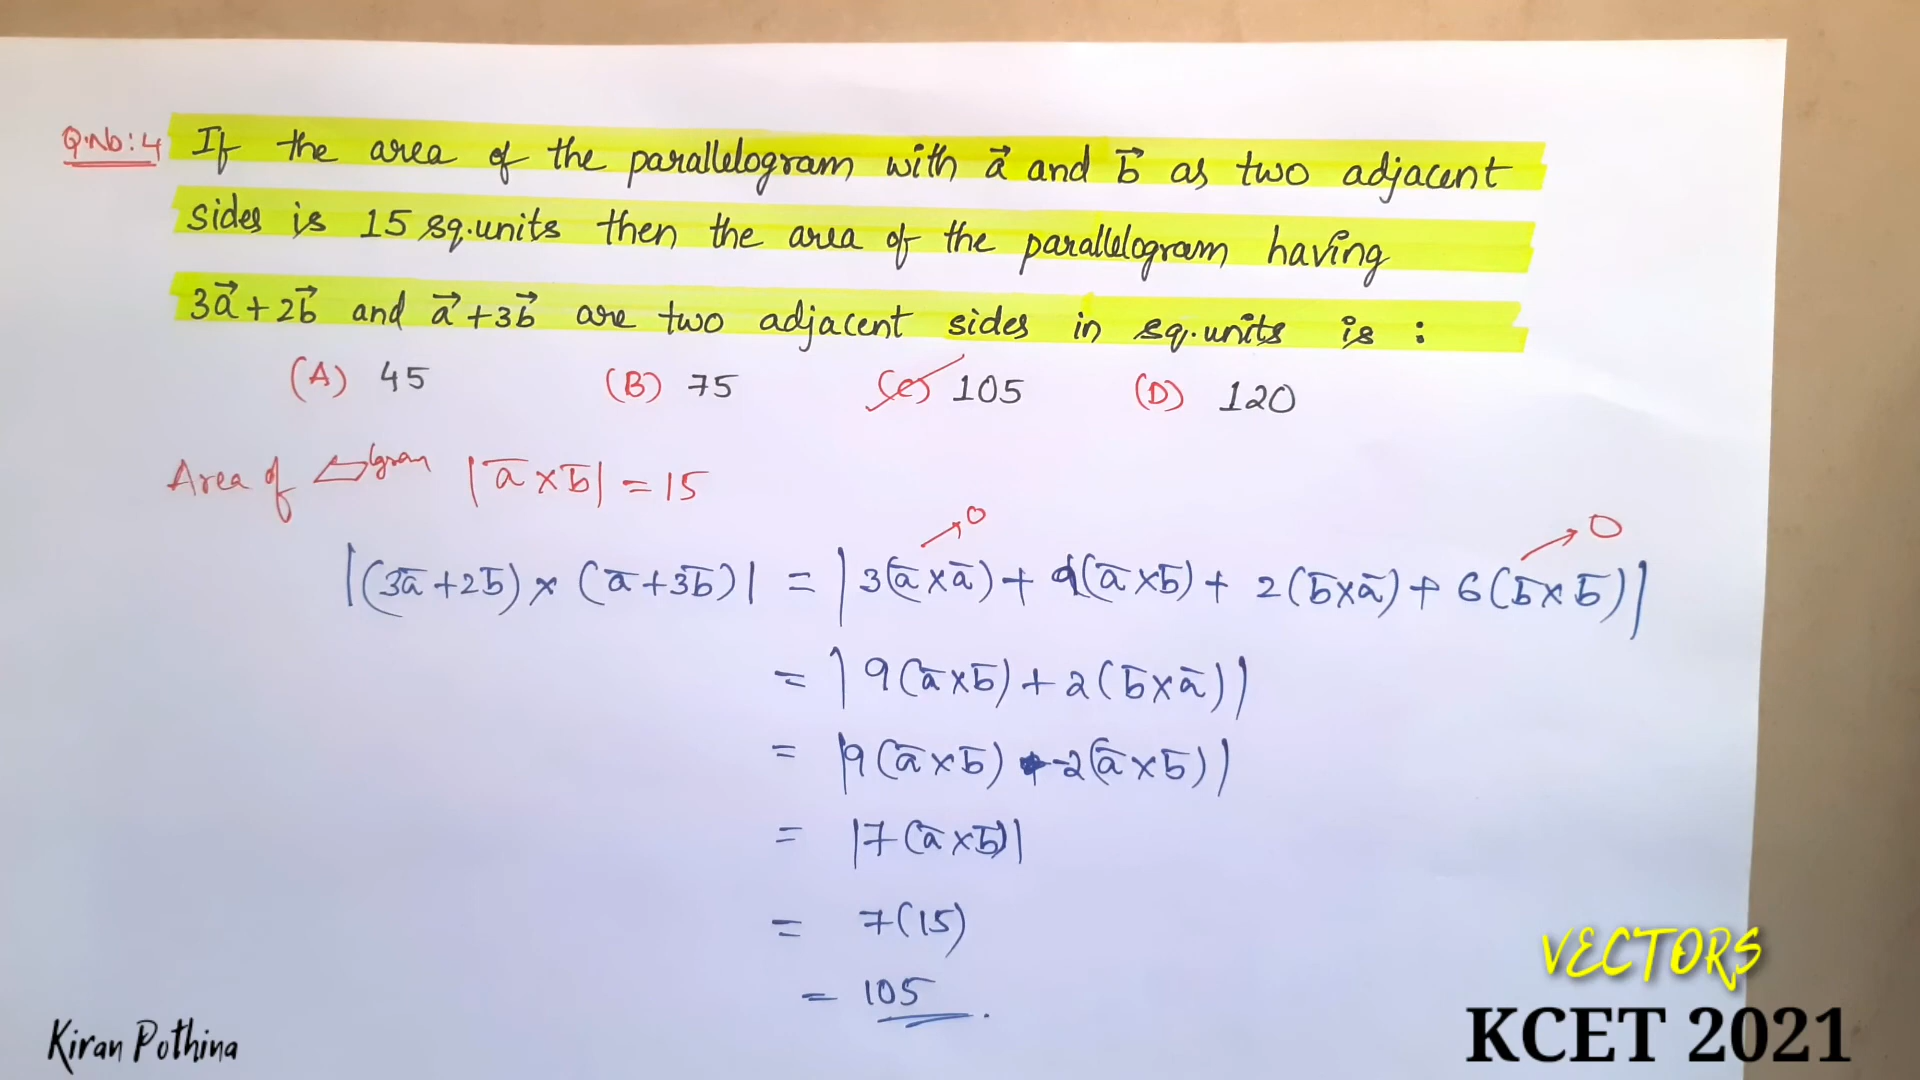 Q.No:4 If the area of the parallelogram with a⃗ and b⃗ as two adjacent
sides is 15 sq.units then the area of the parallelogram having
3a⃗+2b⃗ and a⃗+3b⃗ are two adjacent sides in sq.units is :
(A) 45 (B) 75 (C) 105 (D) 120
Area of ▱lgram |a̅ × b̅| = 15
|(3a̅+2b̅) × (a̅+3b̅)| = |3(a̅×a̅) + 9(a̅×b̅) + 2(b̅×a̅) + 6(b̅×b̅)|
→0 →0
= |9(a̅×b̅) + 2(b̅×a̅)|
= |9(a̅×b̅) -2(a̅×b̅)|
= |7(a̅×b̅)|
= 7(15)
= 105.
VECTORS
KCET 2021
Kiran Pothina